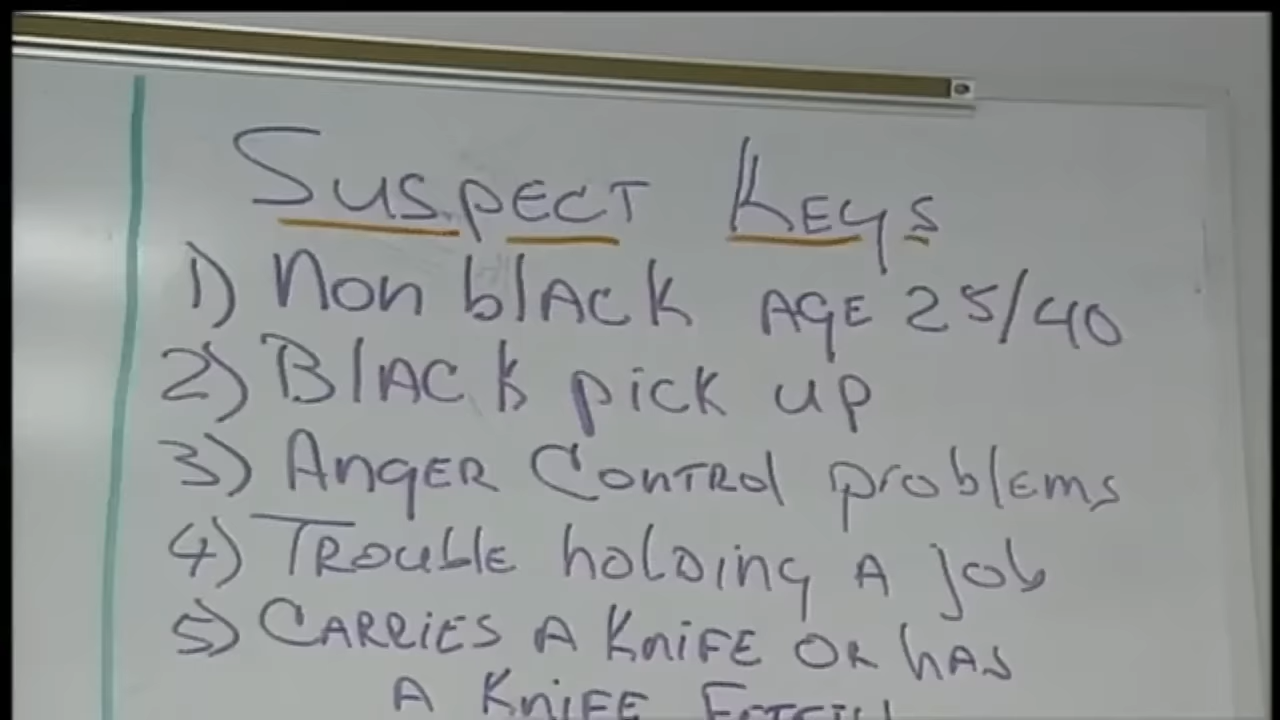 Suspect Keys
1) Non black AGE 25/40
2) Black pick up
3) Anger Control problems
4) Trouble holding a job
5) Carries a Knife or has
A Knife